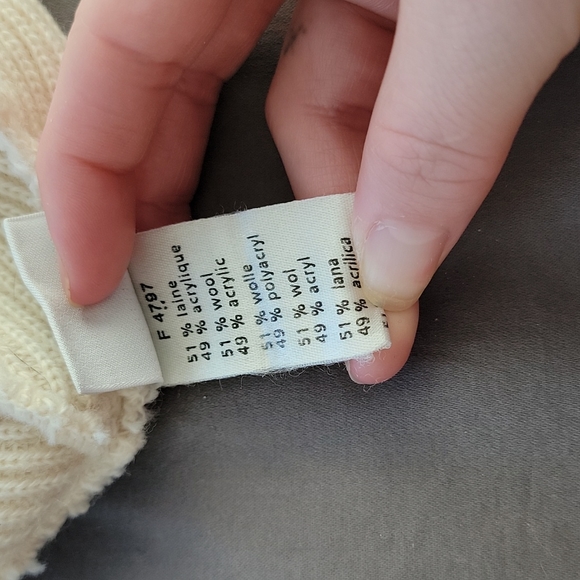 F 4797
51 % laine
49 % acrylique
51 % wool
49 % acrylic
51 % wolle
49 % polyacryl
51 % wol
49 % acryl
51 % lana
49 % acrilica